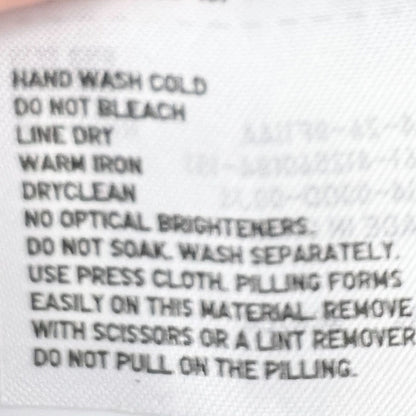 HAND WASH COLD
DO NOT BLEACH
LINE DRY
WARM IRON
DRYCLEAN
NO OPTICAL BRIGHTENERS.
DO NOT SOAK. WASH SEPARATELY.
USE PRESS CLOTH. PILLING FORMS
EASILY ON THIS MATERIAL. REMOVE
WITH SCISSORS OR A LINT REMOVER
DO NOT PULL ON THE PILLING.